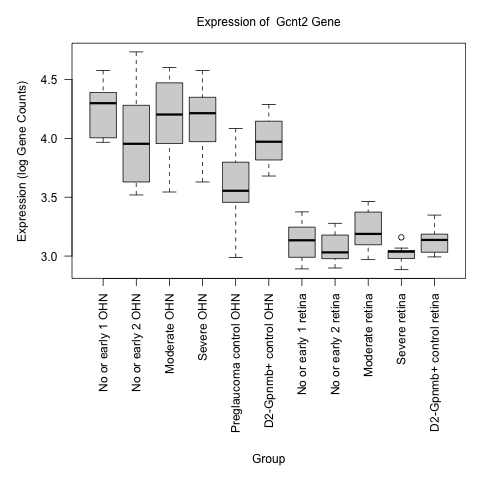 Expression of  Gcnt2 Gene
Expression (log Gene Counts)
4.5
4.0
3.5
3.0
No or early 1 OHN
No or early 2 OHN
Moderate OHN
Severe OHN
Preglaucoma control OHN
D2-Gpnmb+ control OHN
No or early 1 retina
No or early 2 retina
Moderate retina
Severe retina
D2-Gpnmb+ control retina
Group